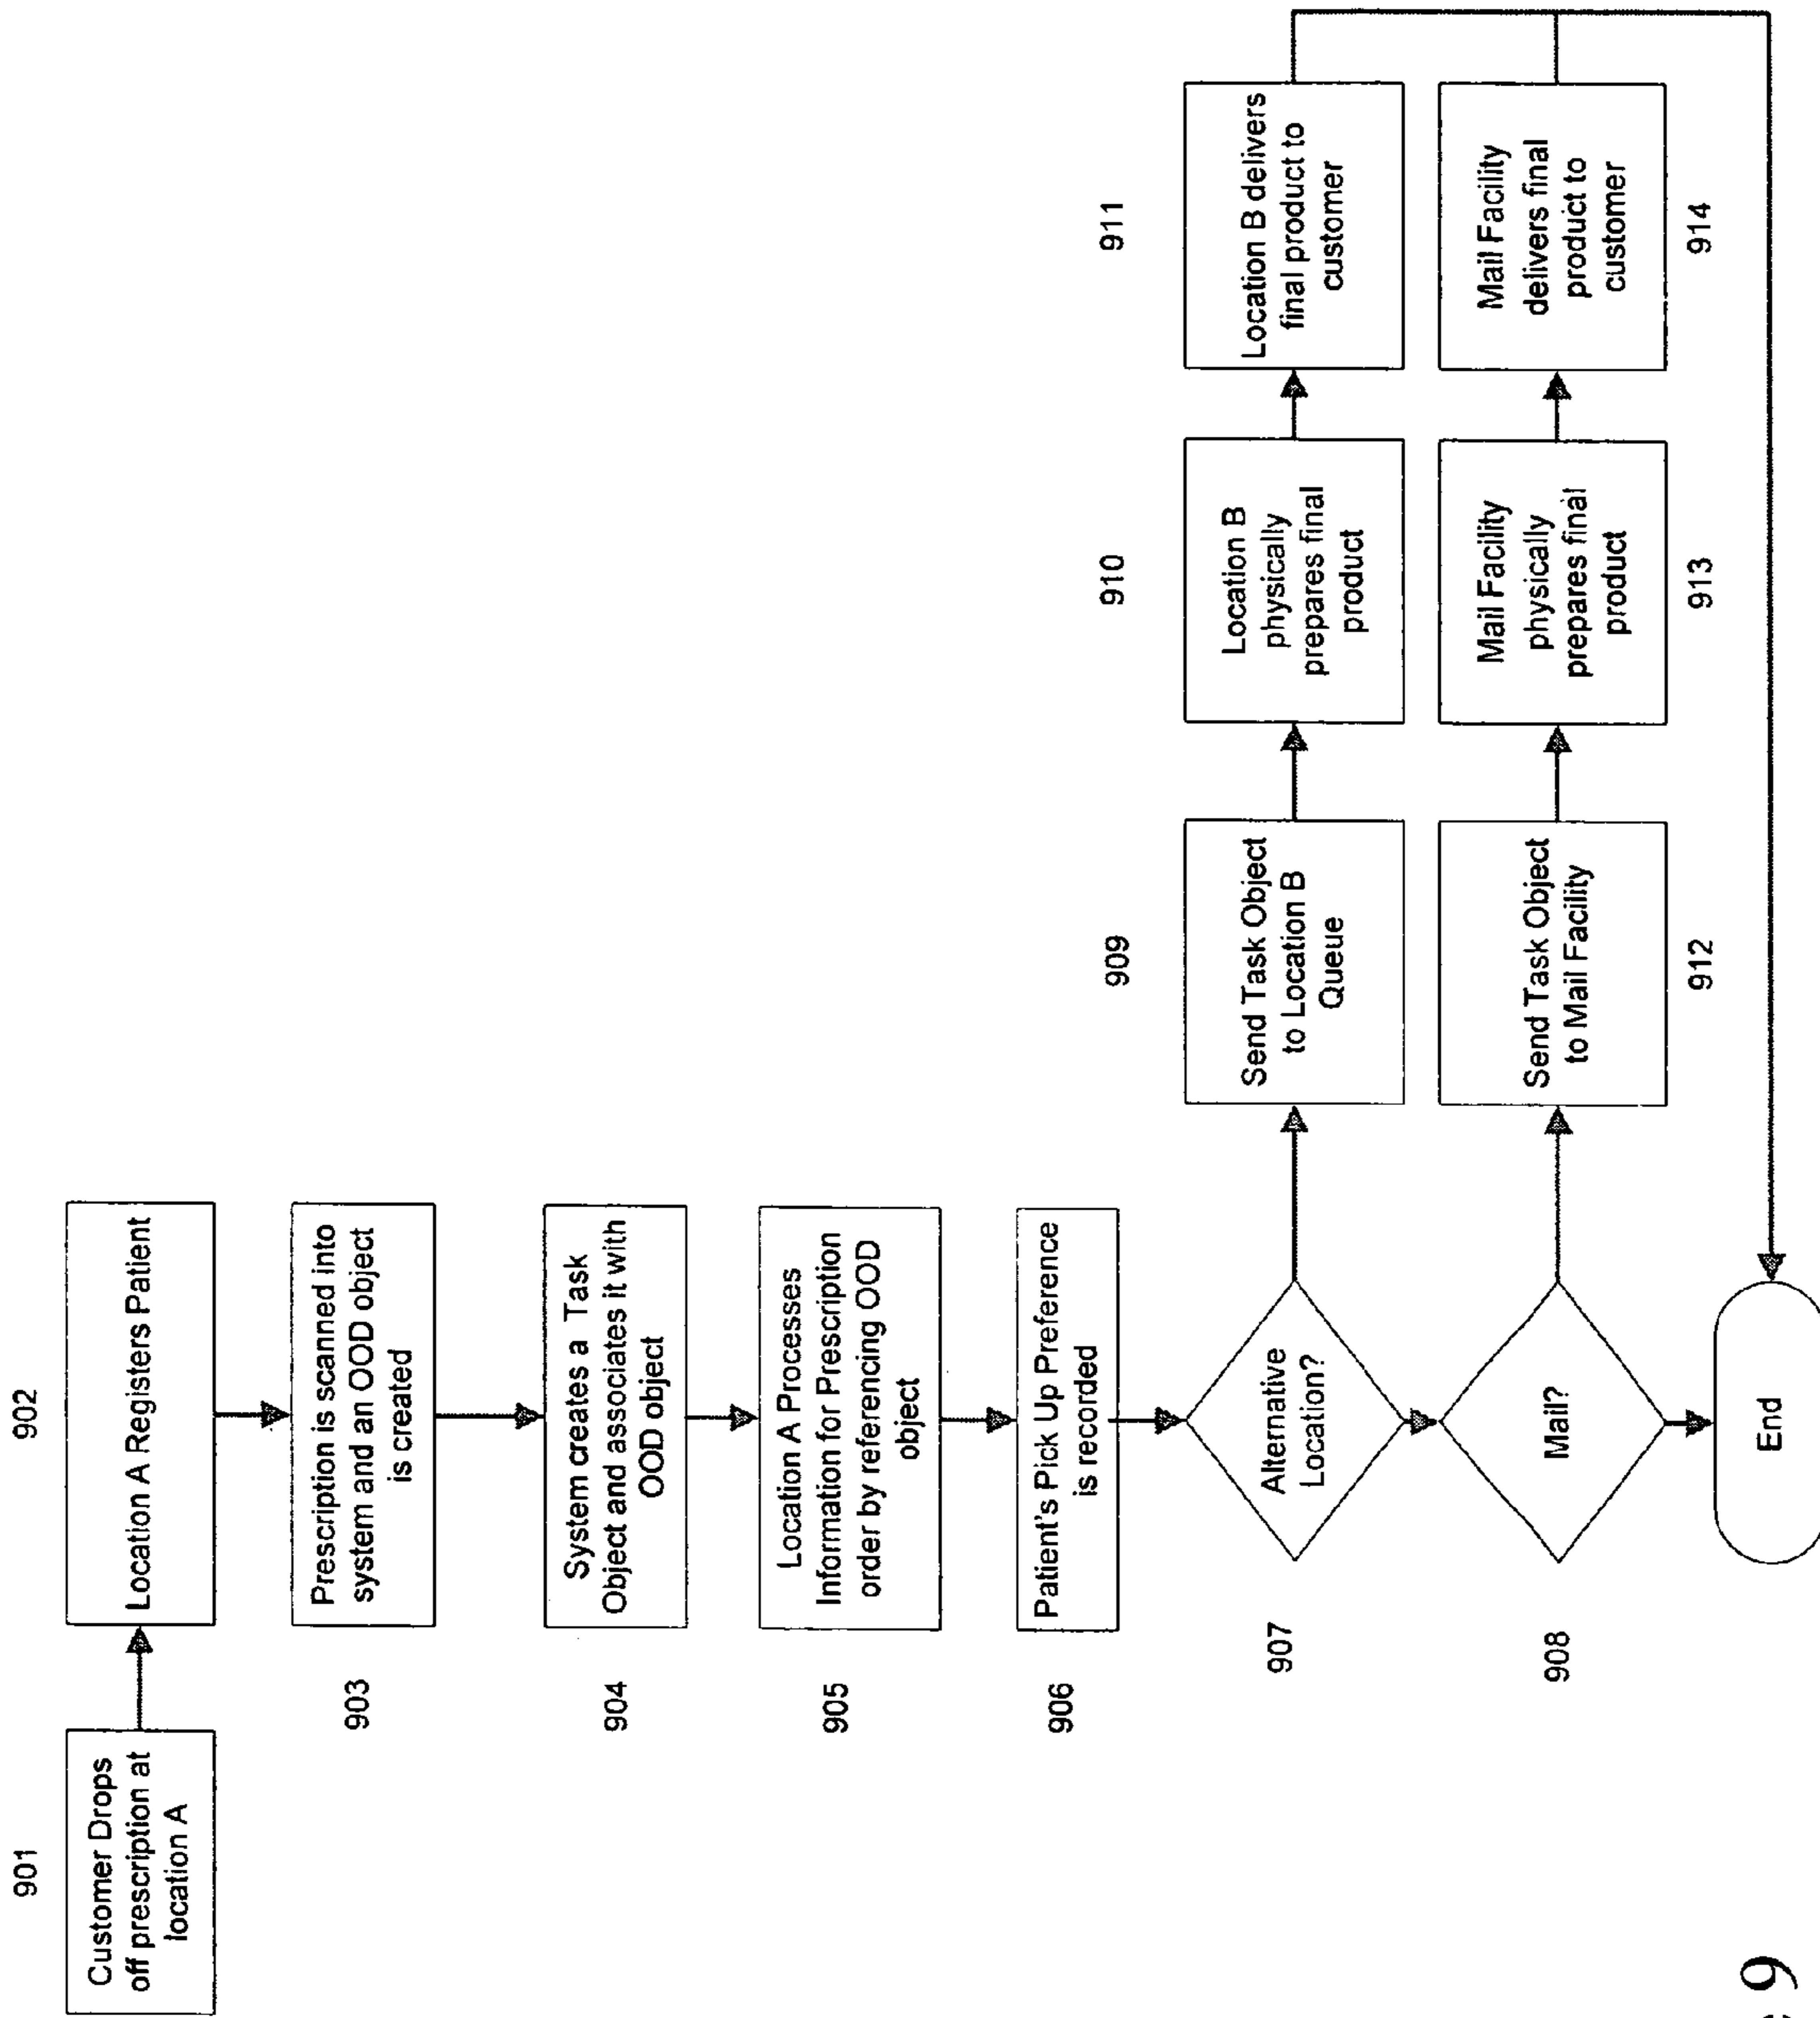 901
Customer Drops
off prescription at
location A
902
Location A Registers Patient
903
Prescription is scanned into
system and an OOD object
is created
904
System creates a Task
Object and associates it with
OOD object
905
Location A Processes
Information for Prescription
order by referencing OOD
object
906
Patient's Pick Up Preference
is recorded
907
Alternative
Location?
909
Send Task Object
to Location B
Queue
910
Location B
physically
prepares final
product
911
Location B delivers
final product to
customer
908
Mail?
Send Task Object
to Mail Facility
912
Mail Facility
physically
prepares final
product
913
Mail Facility
delivers final
product to
customer
914
End
9